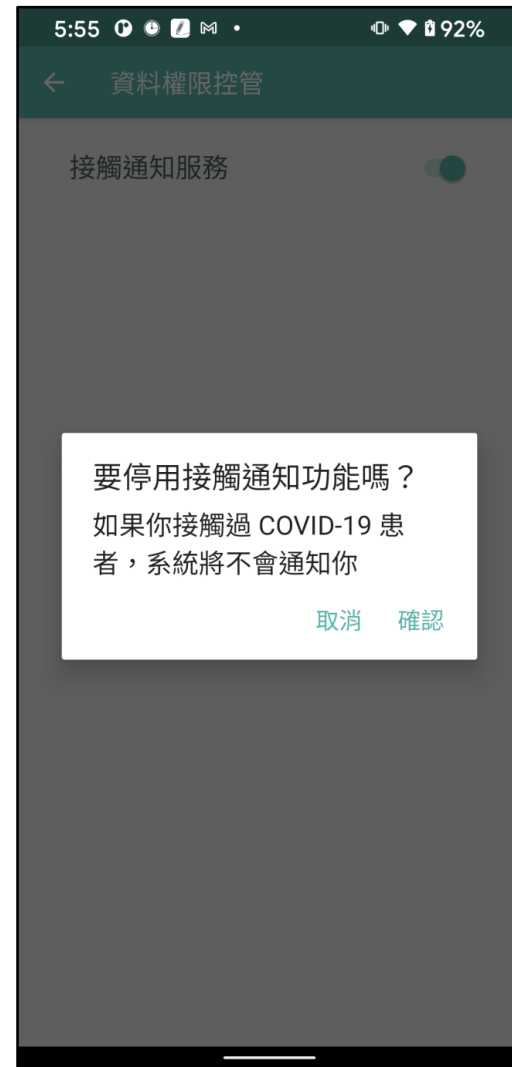 5:55 92%
資料權限控管
接觸通知服務
要停用接觸通知功能嗎？
如果你接觸過 COVID-19 患
者，系統將不會通知你
取消 確認